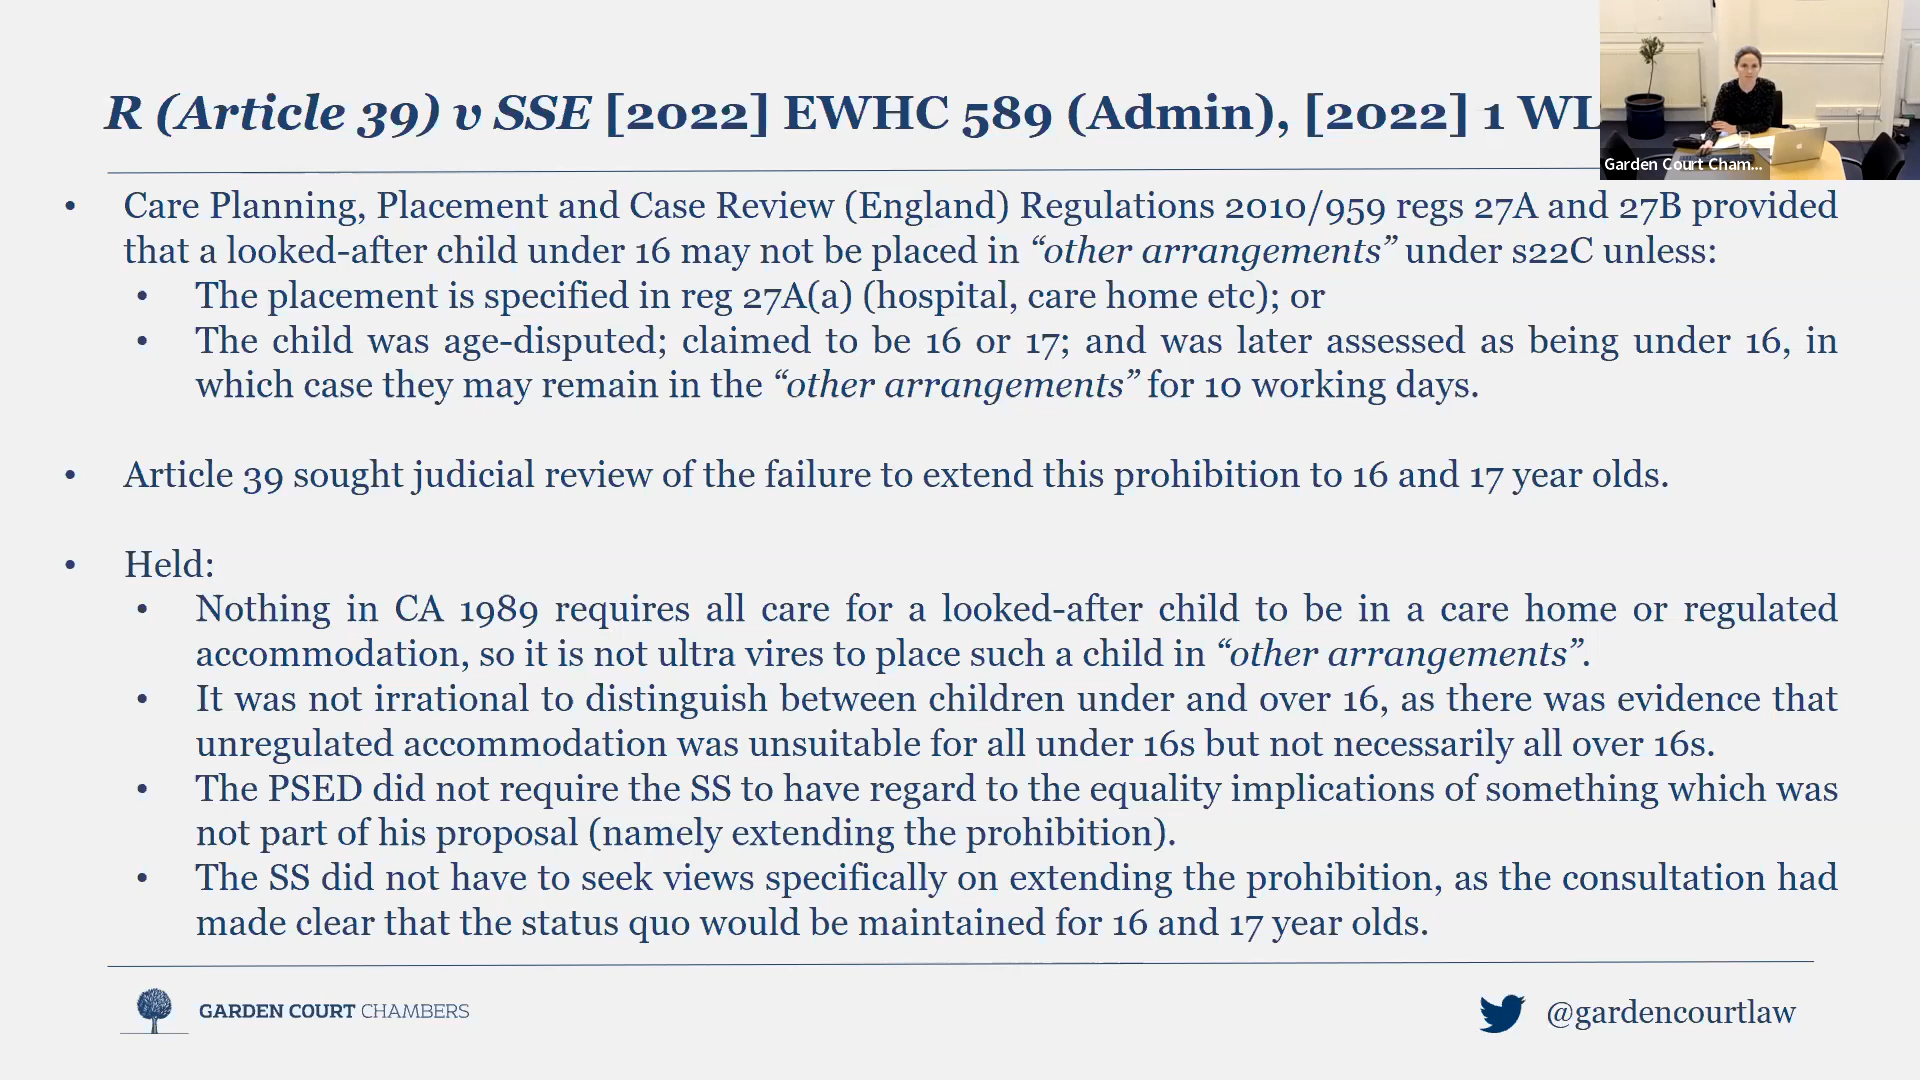 R (Article 39) v SSE [2022] EWHC 589 (Admin), [2022] 1 WL
Garden Court Cham...
• Care Planning, Placement and Case Review (England) Regulations 2010/959 regs 27A and 27B provided
that a looked-after child under 16 may not be placed in “other arrangements” under s22C unless:
• The placement is specified in reg 27A(a) (hospital, care home etc); or
• The child was age-disputed; claimed to be 16 or 17; and was later assessed as being under 16, in
which case they may remain in the “other arrangements” for 10 working days.
• Article 39 sought judicial review of the failure to extend this prohibition to 16 and 17 year olds.
• Held:
• Nothing in CA 1989 requires all care for a looked-after child to be in a care home or regulated
accommodation, so it is not ultra vires to place such a child in “other arrangements”.
• It was not irrational to distinguish between children under and over 16, as there was evidence that
unregulated accommodation was unsuitable for all under 16s but not necessarily all over 16s.
• The PSED did not require the SS to have regard to the equality implications of something which was
not part of his proposal (namely extending the prohibition).
• The SS did not have to seek views specifically on extending the prohibition, as the consultation had
made clear that the status quo would be maintained for 16 and 17 year olds.
GARDEN COURT CHAMBERS
@gardencourtlaw